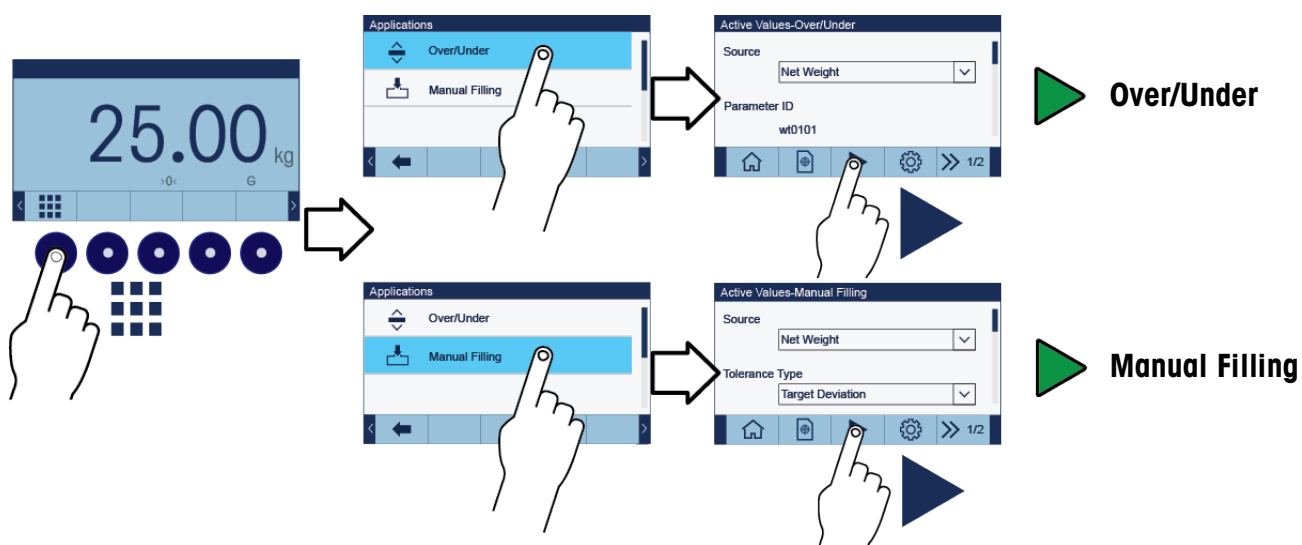 25.00 kg
>0< G
Applications
Over/Under
Manual Filling
Active Values-Over/Under
Source
Net Weight
Parameter ID
wt0101
1/2
Over/Under
Applications
Over/Under
Manual Filling
Active Values-Manual Filling
Source
Net Weight
Tolerance Type
Target Deviation
1/2
Manual Filling